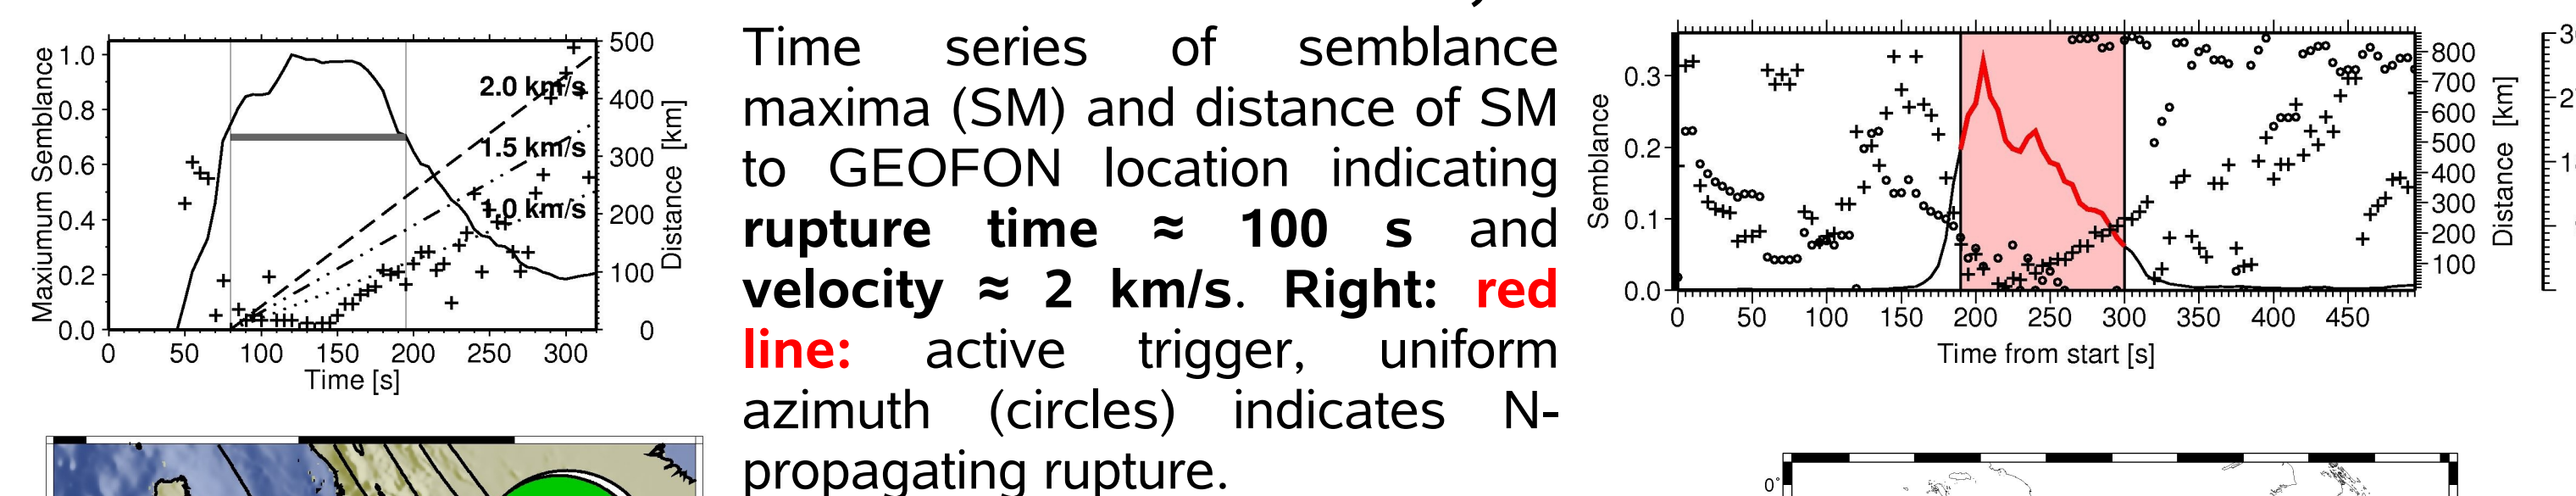 Maxiumum Semblance
1.0
0.8
0.6
0.4
0.2
0.0
0 50 100 150 200 250 300
Time [s]
2.0 km/s
1.5 km/s
1.0 km/s
500
400
300
200
100
0
Distance [km]
Time series of semblance
maxima (SM) and distance of SM
to GEOFON location indicating
rupture time ≈ 100 s and
velocity ≈ 2 km/s. Right: red
line: active trigger, uniform
azimuth (circles) indicates N-
propagating rupture.
Semblance
0.3
0.2
0.1
0.0
0 50 100 150 200 250 300 350 400 450
Time from start [s]
800
700
600
500
400
300
200
100
Distance [km]
0°